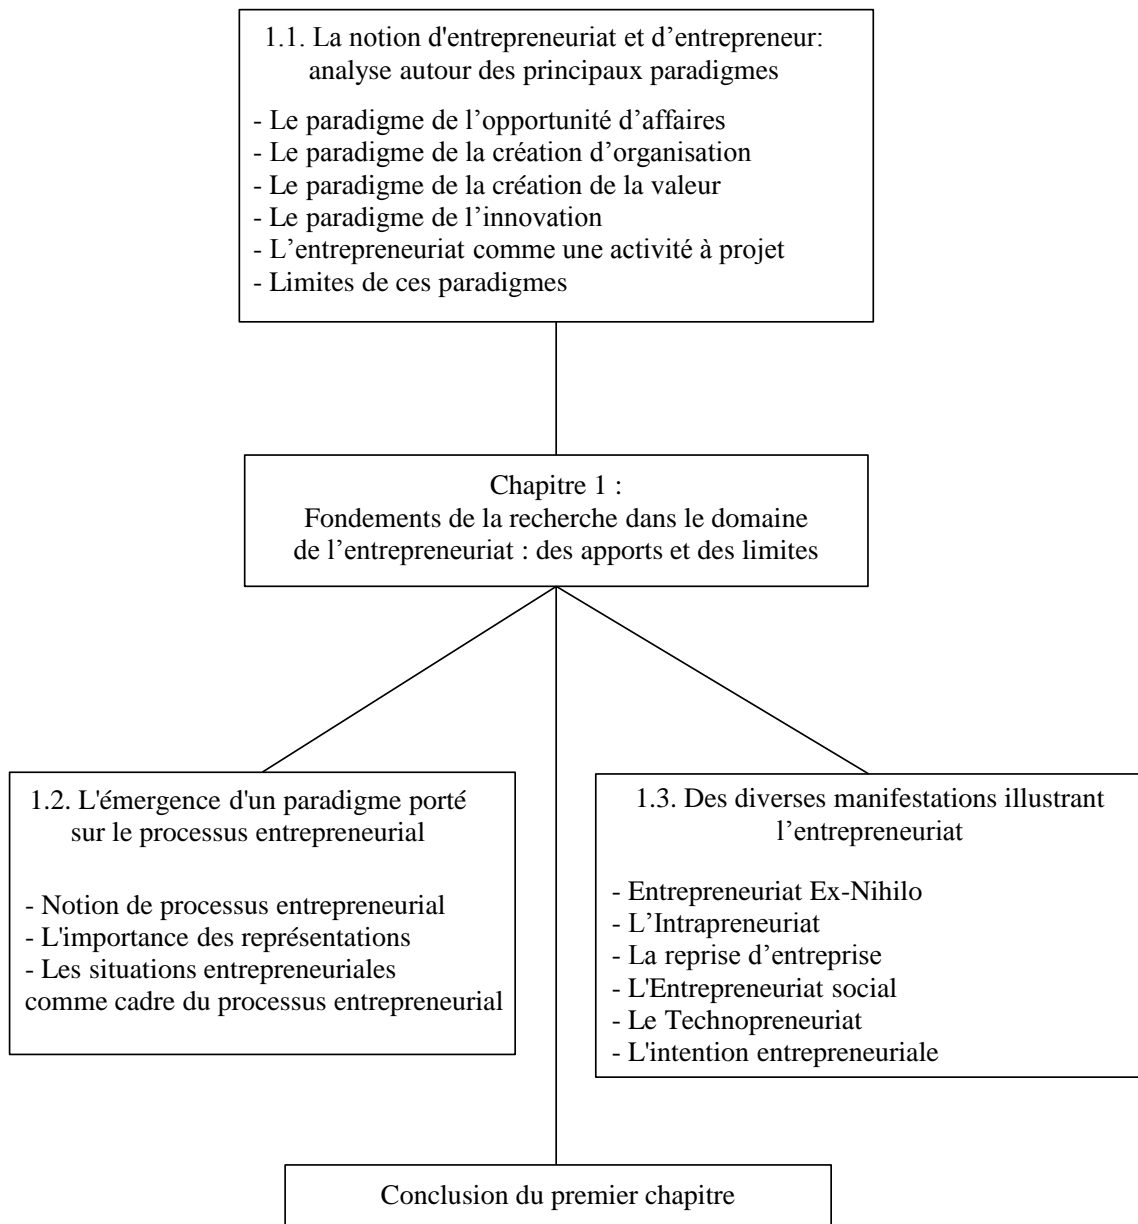 1.1. La notion d'entrepreneuriat et d’entrepreneur:
analyse autour des principaux paradigmes
- Le paradigme de l’opportunité d’affaires
- Le paradigme de la création d’organisation
- Le paradigme de la création de la valeur
- Le paradigme de l’innovation
- L’entrepreneuriat comme une activité à projet
- Limites de ces paradigmes
Chapitre 1 :
Fondements de la recherche dans le domaine
de l’entrepreneuriat : des apports et des limites
1.2. L'émergence d'un paradigme porté
sur le processus entrepreneurial
- Notion de processus entrepreneurial
- L'importance des représentations
- Les situations entrepreneuriales
comme cadre du processus entrepreneurial
1.3. Des diverses manifestations illustrant
l’entrepreneuriat
- Entrepreneuriat Ex-Nihilo
- L’Intrapreneuriat
- La reprise d’entreprise
- L'Entrepreneuriat social
- Le Technopreneuriat
- L'intention entrepreneuriale
Conclusion du premier chapitre